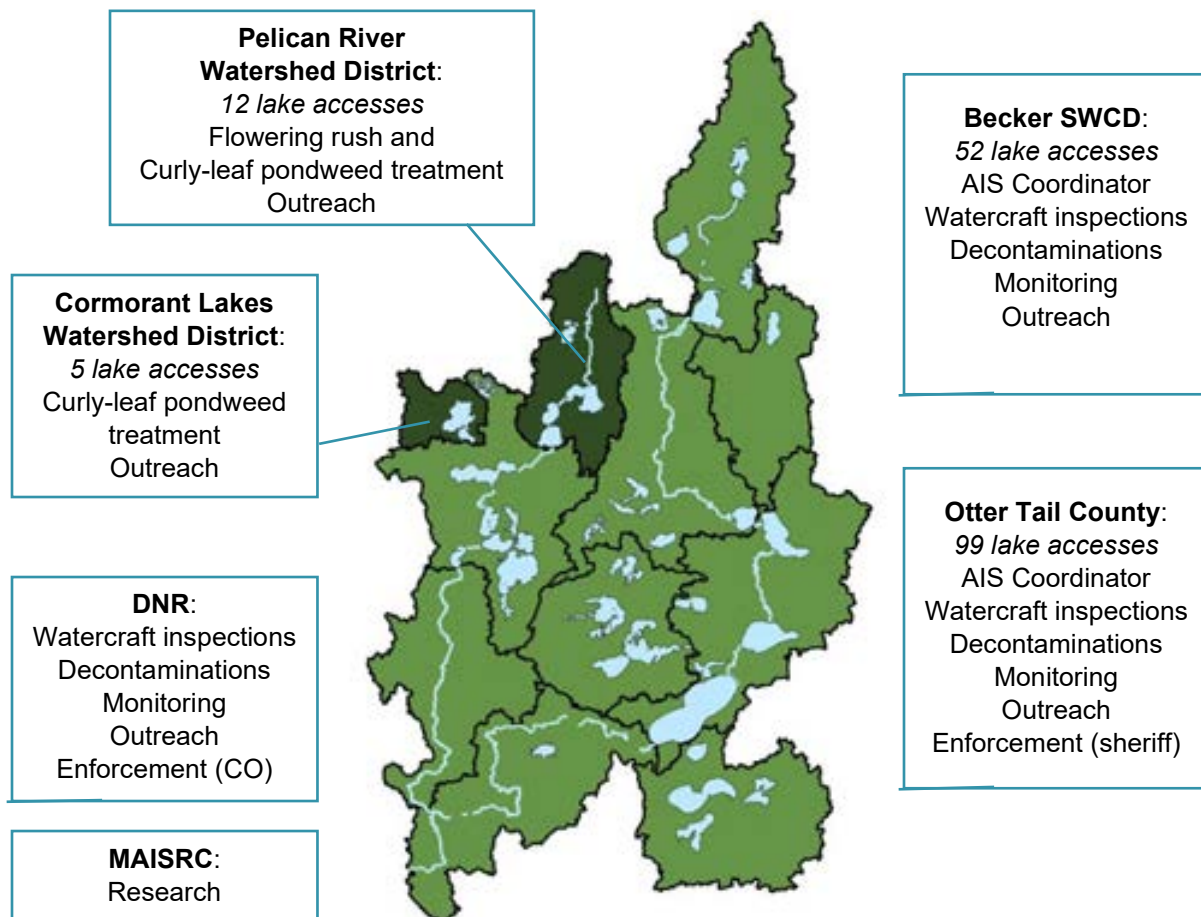 Pelican River
Watershed District:
12 lake accesses
Flowering rush and
Curly-leaf pondweed treatment
Outreach
Becker SWCD:
52 lake accesses
AIS Coordinator
Watercraft inspections
Decontaminations
Monitoring
Outreach
Cormorant Lakes
Watershed District:
5 lake accesses
Curly-leaf pondweed
treatment
Outreach
Otter Tail County:
99 lake accesses
AIS Coordinator
Watercraft inspections
Decontaminations
Monitoring
Outreach
Enforcement (sheriff)
DNR:
Watercraft inspections
Decontaminations
Monitoring
Outreach
Enforcement (CO)
MAISRC:
Research